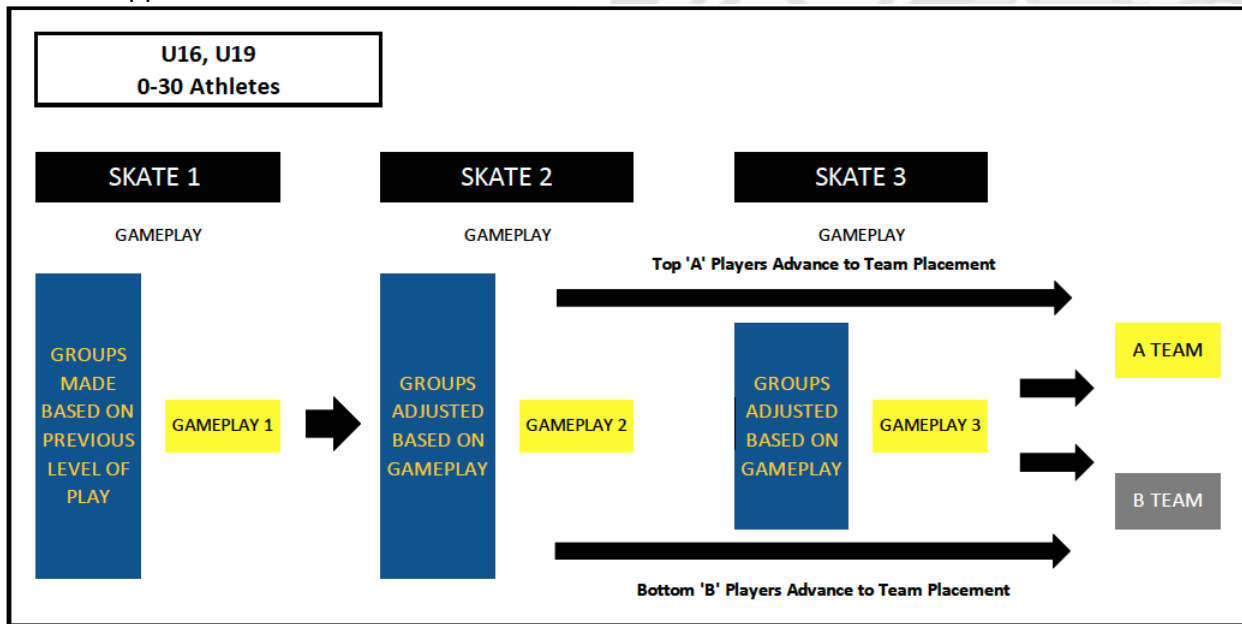 U16, U19
0-30 Athletes
SKATE 1
SKATE 2
SKATE 3
GAMEPLAY
GAMEPLAY
GAMEPLAY
Top 'A' Players Advance to Team Placement
GROUPS
MADE
BASED ON
PREVIOUS
LEVEL OF
PLAY
GAMEPLAY 1
GROUPS
ADJUSTED
BASED ON
GAMEPLAY
GAMEPLAY 2
GROUPS
ADJUSTED
BASED ON
GAMEPLAY
GAMEPLAY 3
A TEAM
B TEAM
Bottom 'B' Players Advance to Team Placement